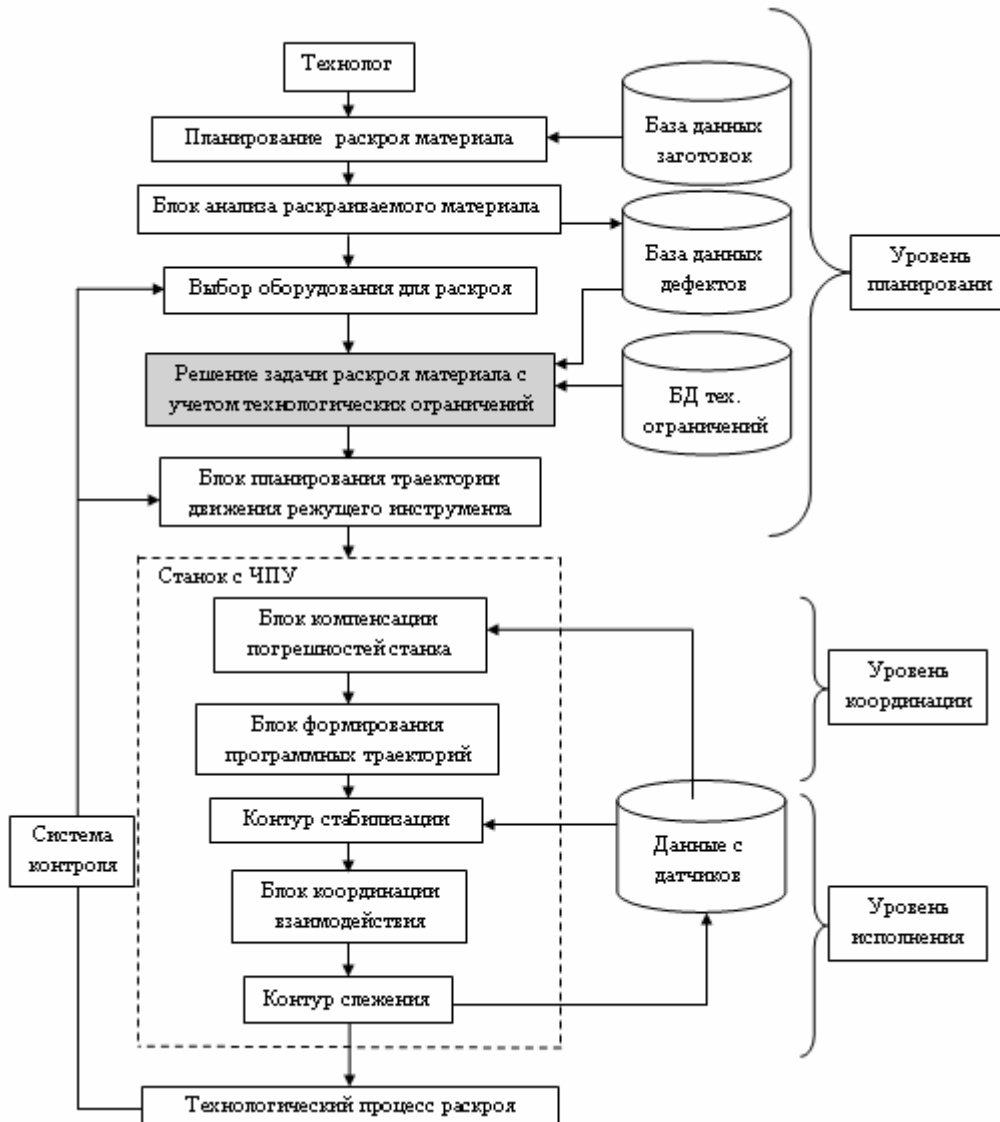 Технолог
Планирование раскроя материала
База данных
заготовок
Блок анализа раскраиваемого материала
База данных
дефектов
Уровень
планировани
Выбор оборудования для раскроя
Решение задачи раскроя материала с
учетом технологических ограничений
БД тех.
ограничений
Блок планирования траектории
движения режущего инструмента
Станок с ЧПУ
Блок компенсации
погрешностей станка
Уровень
координации
Блок формирования
программных траекторий
Контур стабилизации
Данные с
датчиков
Система
контроля
Блок координации
взаимодействия
Уровень
исполнения
Контур слежения
Технологический процесс раскроя